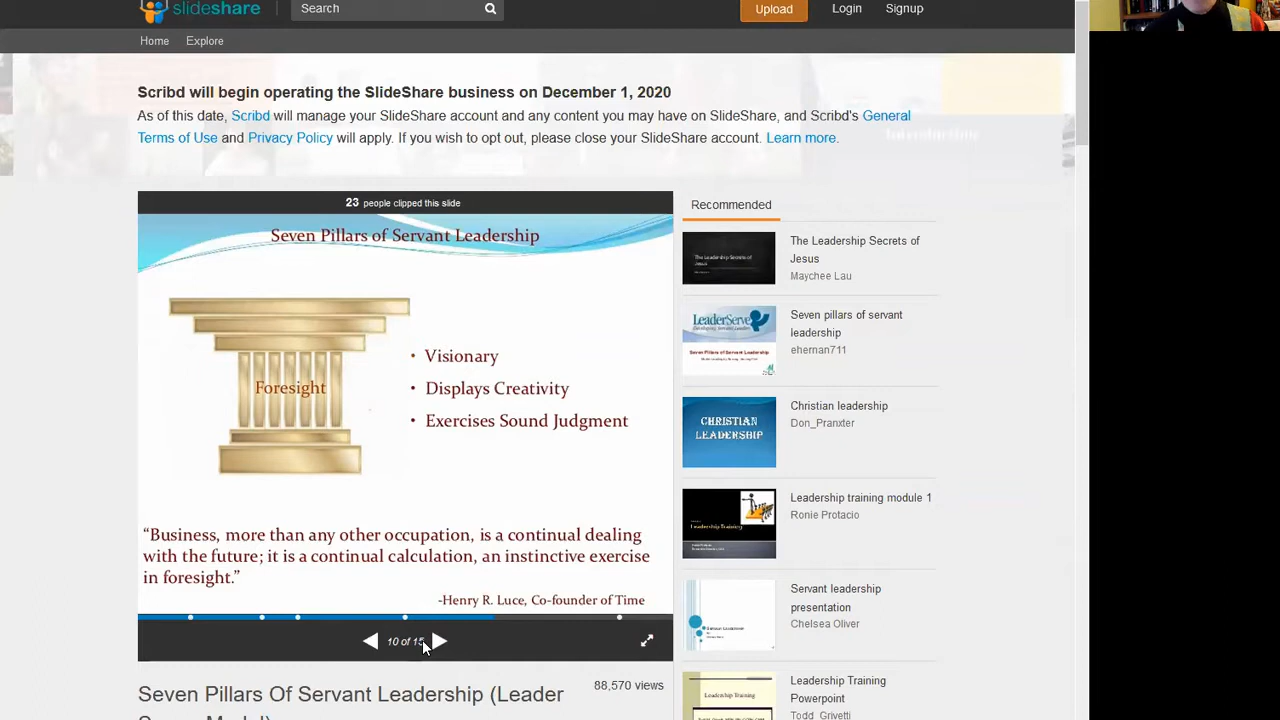 slideshare
Search
Upload
Login
Signup
Home
Explore
Scribd will begin operating the SlideShare business on December 1, 2020
As of this date, Scribd will manage your SlideShare account and any content you may have on SlideShare, and Scribd's General
Terms of Use and Privacy Policy will apply. If you wish to opt out, please close your SlideShare account. Learn more.
23 people clipped this slide
Seven Pillars of Servant Leadership
Foresight
• Visionary
• Displays Creativity
• Exercises Sound Judgment
“Business, more than any other occupation, is a continual dealing
with the future; it is a continual calculation, an instinctive exercise
in foresight.”
-Henry R. Luce, Co-founder of Time
10 of 15
Seven Pillars Of Servant Leadership (Leader
88,570 views
Recommended
The Leadership Secrets of
Jesus
Maychee Lau
Seven pillars of servant
leadership
ehernan711
LeaderServe
Christian leadership
Don_Pranxter
CHRISTIAN
LEADERSHIP
Leadership training module 1
Ronie Protacio
Leadership Training
Servant leadership
presentation
Chelsea Oliver
Leadership Training
Powerpoint
Todd_Grivetti
Leadership Training